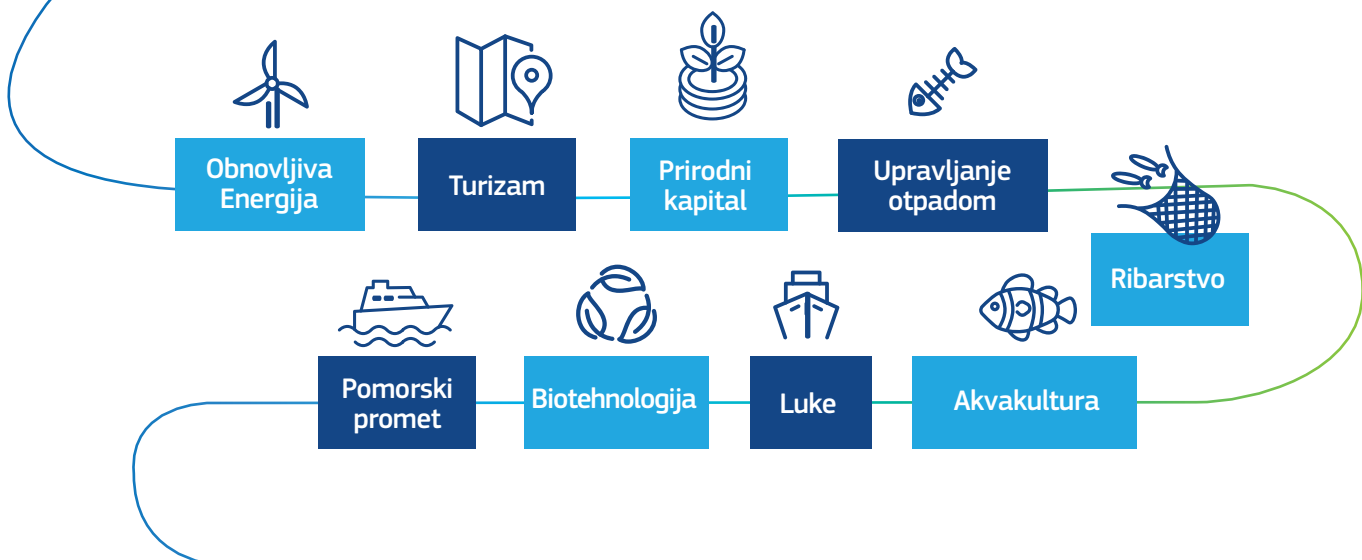 Obnovljiva
Energija
Turizam
Prirodni
kapital
Upravljanje
otpadom
Ribarstvo
Pomorski
promet
Biotehnologija
Luke
Akvakultura